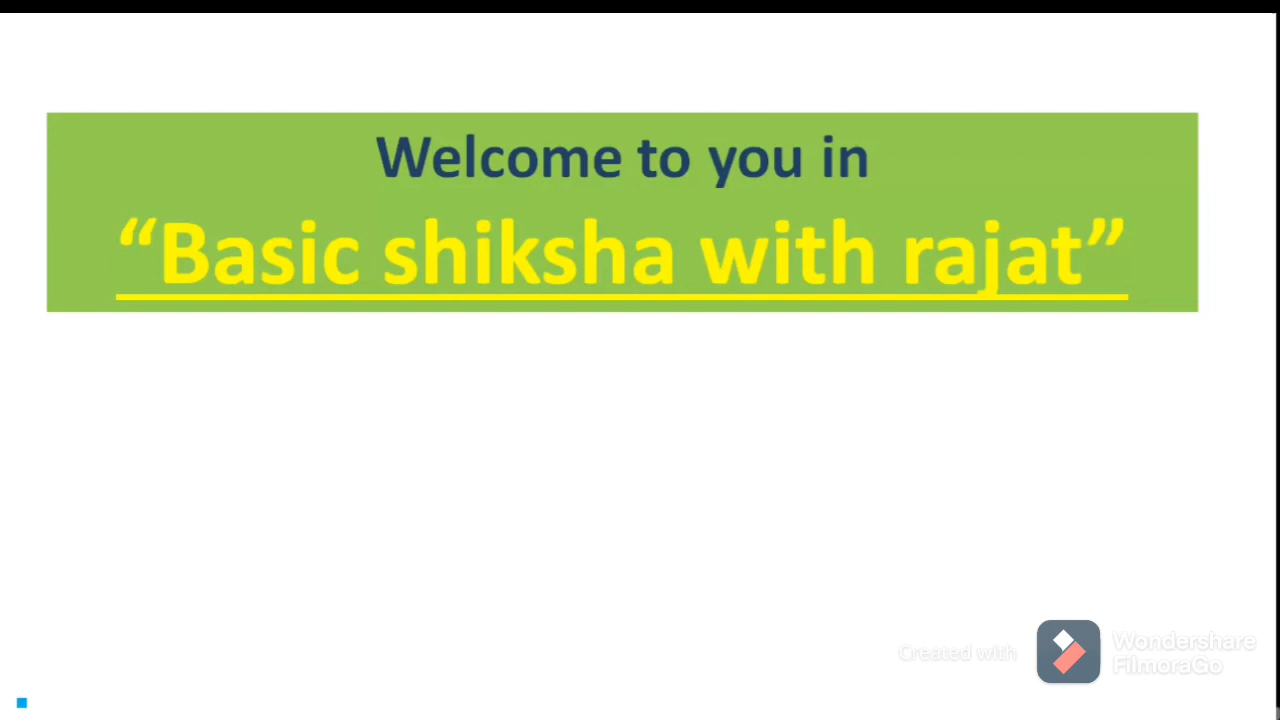 Welcome to you in
“Basic shiksha with rajat”
Created with
Wondershare
FilmoraGo